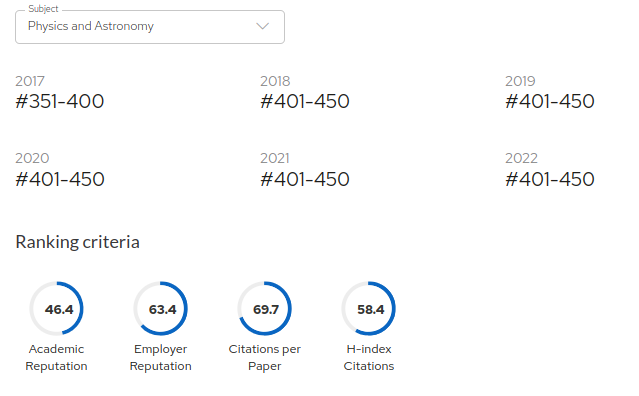 Subject
Physics and Astronomy
2017
2018
2019
#351-400
#401-450
#401-450
2020
2021
2022
#401-450
#401-450
#401-450
Ranking criteria
46.4
63.4
69.7
58.4
Academic
Reputation
Employer
Reputation
Citations per
Paper
H-index
Citations